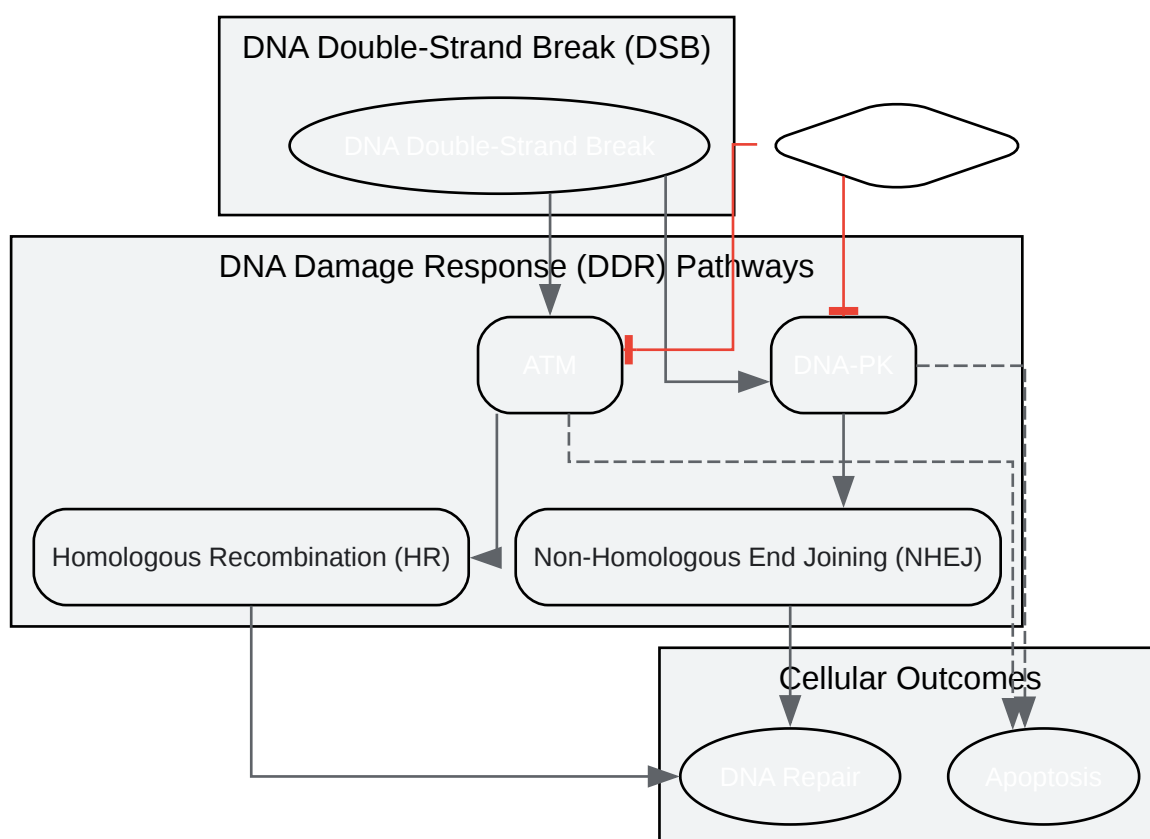 DNA Double-Strand Break (DSB)
DNA Double-Strand Break
DNA Damage Response (DDR) Pathways
ATM
DNA-PK
Homologous Recombination (HR)
Non-Homologous End Joining (NHEJ)
Cellular Outcomes
DNA Repair
Apoptosis